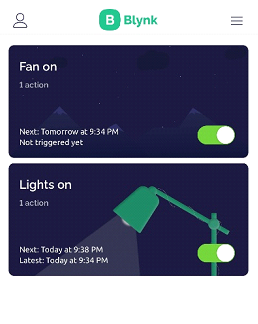 B Blynk
Fan on
1 action
Next: Tomorrow at 9:34 PM
Not triggered yet
Lights on
1 action
Next: Today at 9:38 PM
Latest: Today at 9:34 PM